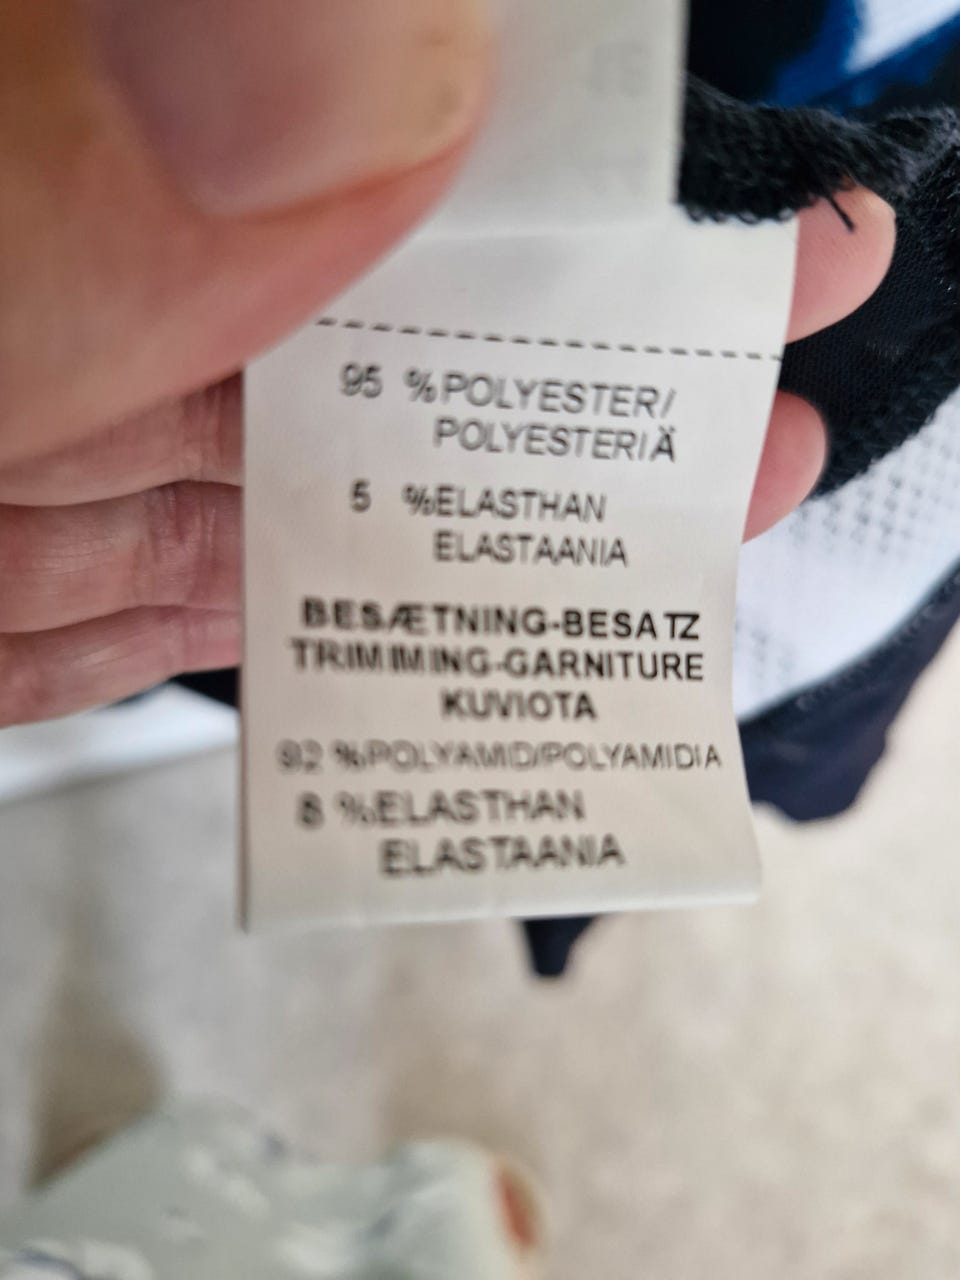 95 % POLYESTER/
POLYESTERIÄ
5 %ELASTHAN
ELASTAANIA
BESÆTNING-BESATZ
TRIMMING-GARNITURE
KUVIOTA
92 %POLYAMID/POLYAMIDIA
8 %ELASTHAN
ELASTAANIA